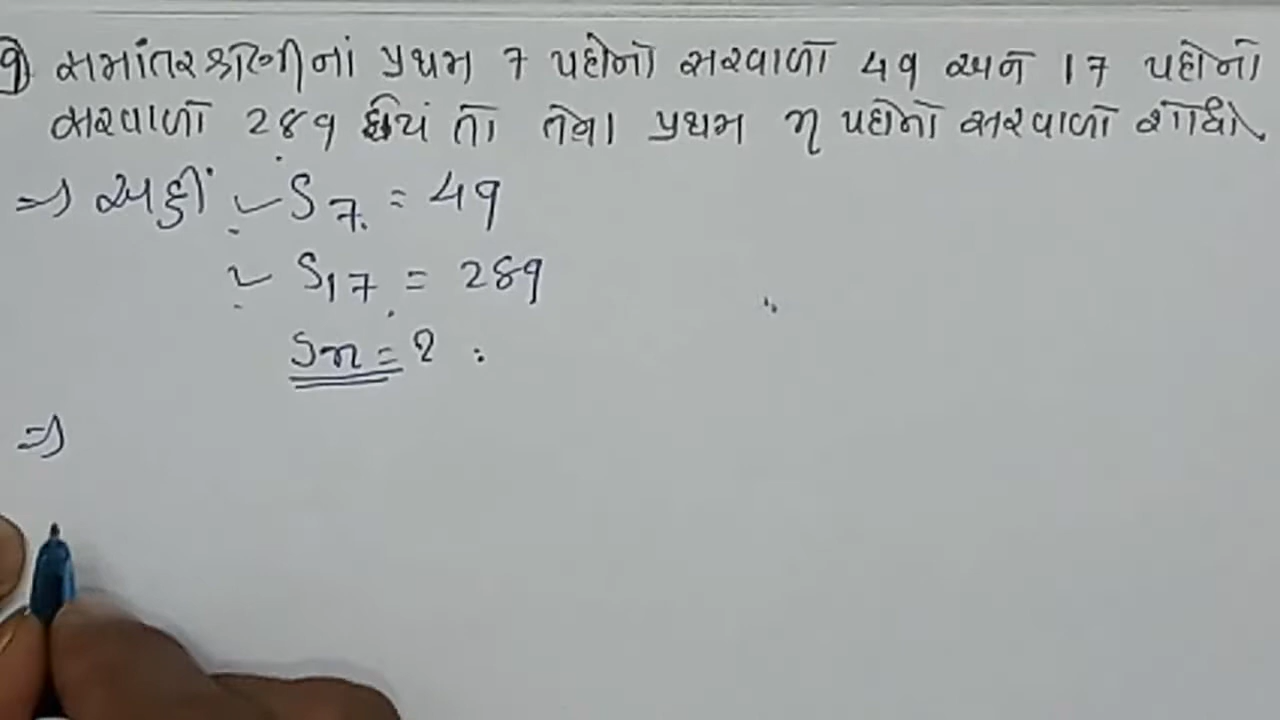 9) સમાંતર શ્રેણીનાં પ્રથમ 7 પદોનો સરવાળો 49 અને 17 પદોનો
સરવાળો 289 હોય તો તેના પ્રથમ n પદોનો સરવાળો શોધો.
=> અહીં S7 = 49
S17 = 289
Sn = ?
=>